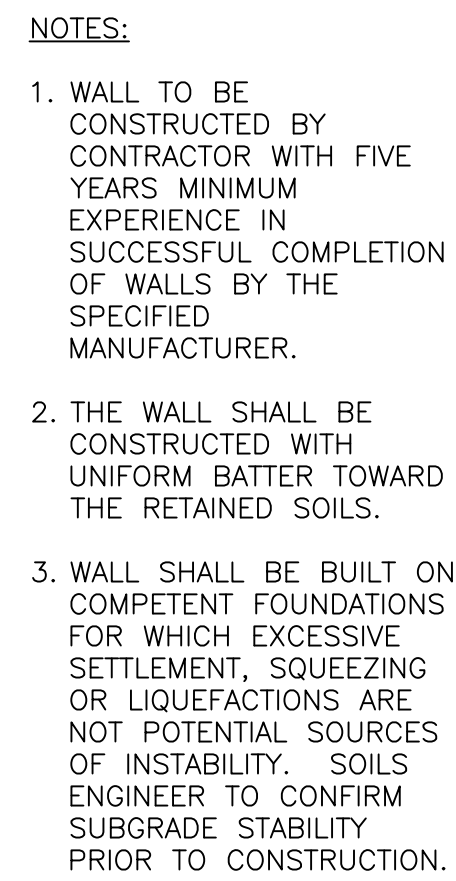 NOTES:
1. WALL TO BE
CONSTRUCTED BY
CONTRACTOR WITH FIVE
YEARS MINIMUM
EXPERIENCE IN
SUCCESSFUL COMPLETION
OF WALLS BY THE
SPECIFIED
MANUFACTURER.
2. THE WALL SHALL BE
CONSTRUCTED WITH
UNIFORM BATTER TOWARD
THE RETAINED SOILS.
3. WALL SHALL BE BUILT ON
COMPETENT FOUNDATIONS
FOR WHICH EXCESSIVE
SETTLEMENT, SQUEEZING
OR LIQUEFACTIONS ARE
NOT POTENTIAL SOURCES
OF INSTABILITY. SOILS
ENGINEER TO CONFIRM
SUBGRADE STABILITY
PRIOR TO CONSTRUCTION.